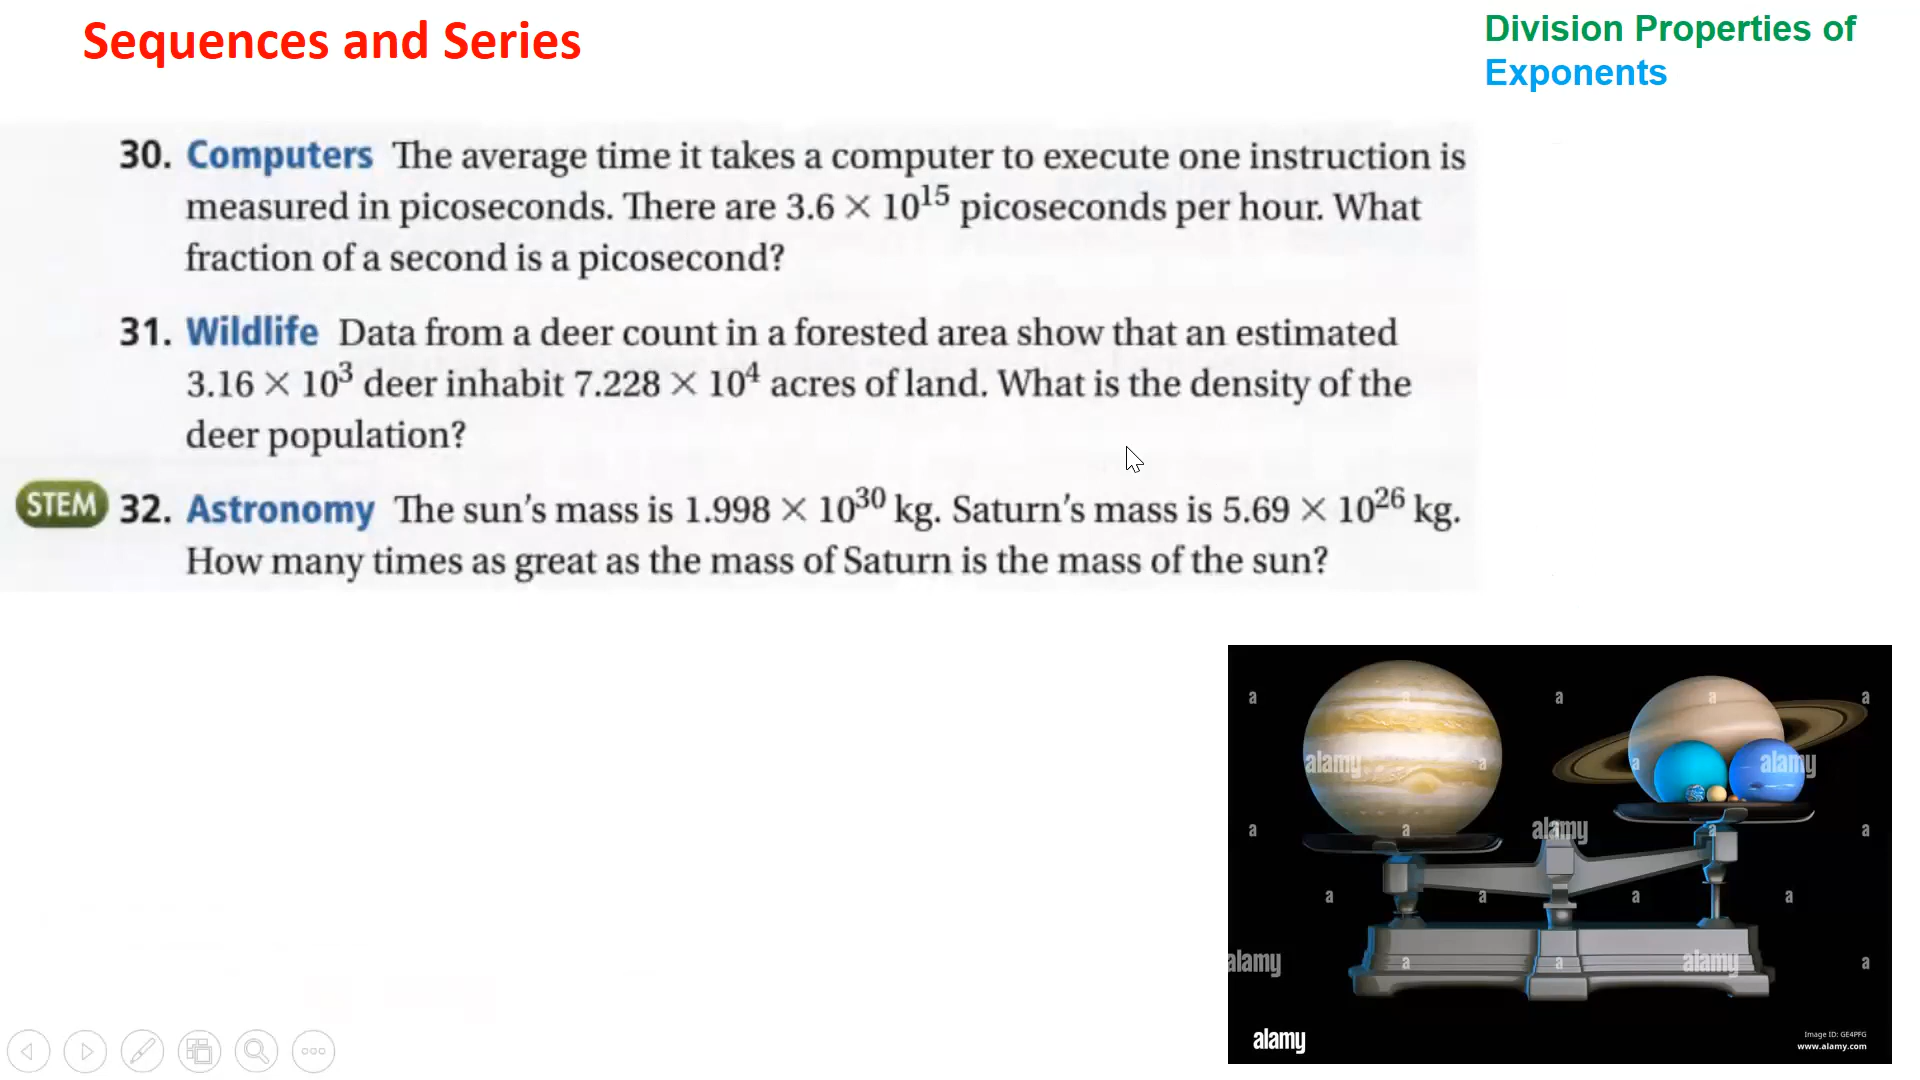 Sequences and Series
Division Properties of
Exponents
30. Computers The average time it takes a computer to execute one instruction is
measured in picoseconds. There are 3.6 × 10¹⁵ picoseconds per hour. What
fraction of a second is a picosecond?
31. Wildlife Data from a deer count in a forested area show that an estimated
3.16 × 10³ deer inhabit 7.228 × 10⁴ acres of land. What is the density of the
deer population?
STEM 32. Astronomy The sun's mass is 1.998 × 10³⁰ kg. Saturn's mass is 5.69 × 10²⁶ kg.
How many times as great as the mass of Saturn is the mass of the sun?
a a a a a
alamy a a alamy
a a alamy a a
a a a a
alamy a a alamy a
alamy
Image ID: GE4PFG
www.alamy.com